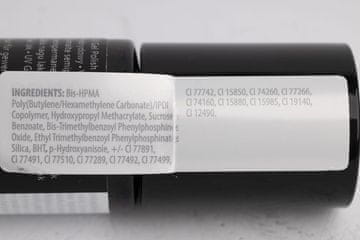 Gel Polish
INGREDIENTS: Bis-HPMA
Poly(Butylene/Hexamethylene Carbonate)/IPDI
Copolymer, Hydroxypropyl Methacrylate, Sucrose
Benzoate, Bis-Trimethylbenzoyl Phenylphosphine
Oxide, Ethyl Trimethylbenzoyl Phenylphosphinate
Silica, BHT, p-Hydroxyanisole, +/- CI 77891,
CI 77491, CI 77510, CI 77289, CI 77492, CI 77499,
CI 77742, CI 15850, CI 74260, CI 77266,
CI 74160, CI 15880, CI 15985, CI 19140,
CI 12490.